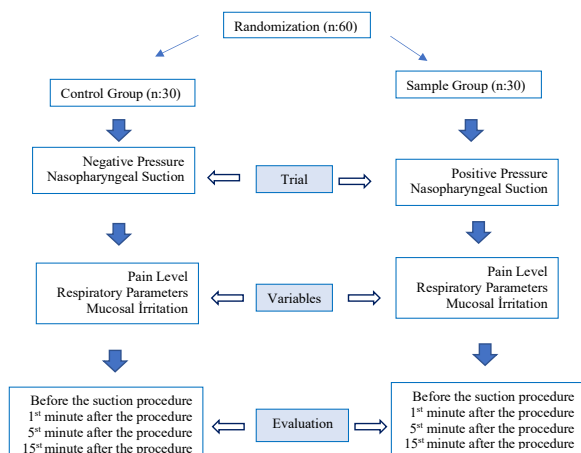 Randomization (n:60)
Control Group (n:30)
Sample Group (n:30)
Negative Pressure
Nasopharyngeal Suction
Trial
Positive Pressure
Nasopharyngeal Suction
Pain Level
Respiratory Parameters
Mucosal İrritation
Variables
Pain Level
Respiratory Parameters
Mucosal İrritation
Before the suction procedure
1st minute after the procedure
5st minute after the procedure
15st minute after the procedure
Evaluation
Before the suction procedure
1st minute after the procedure
5st minute after the procedure
15st minute after the procedure